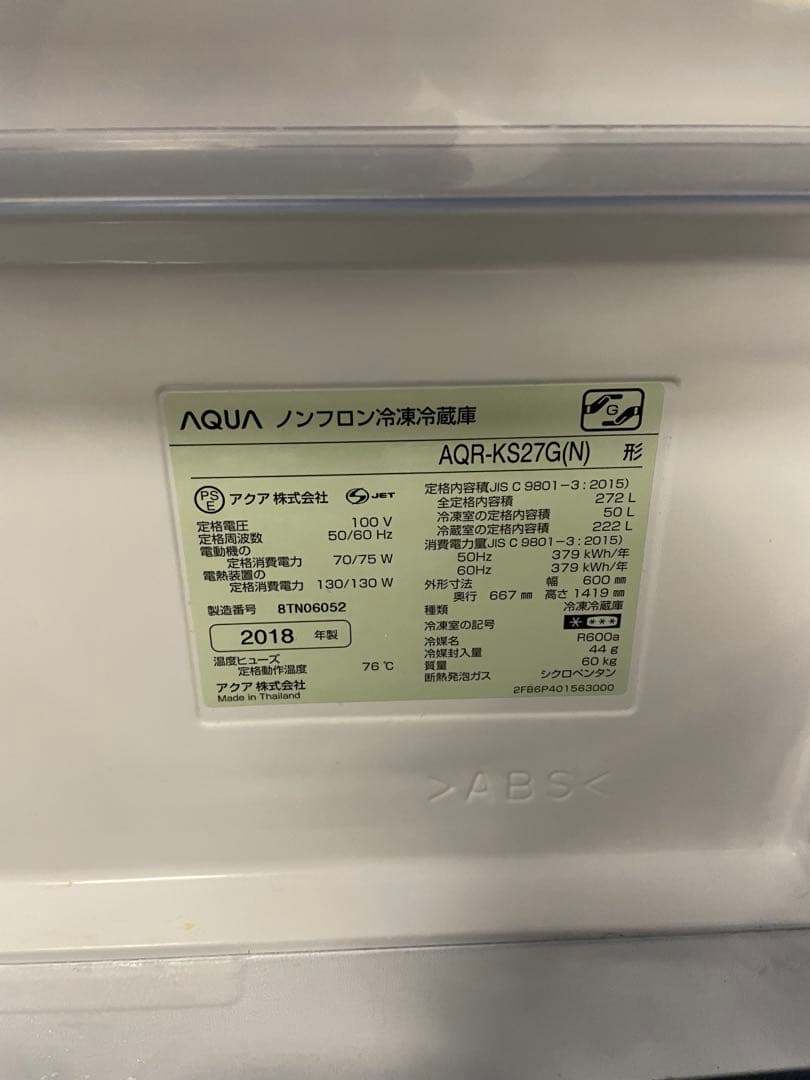 AQUA ノンフロン冷凍冷蔵庫
G
AQR-KS27G(N) 形
PS E アクア株式会社 S JET
定格電圧 100 V
定格周波数 50/60 Hz
電動機の
定格消費電力 70/75 W
電熱装置の
定格消費電力 130/130 W
製造番号 8TN06052
2018 年製
温度ヒューズ
定格動作温度 76 ℃
アクア株式会社
Made in Thailand
定格内容積(JIS C 9801-3:2015)
全定格内容積 272 L
冷凍室の定格内容積 50 L
冷蔵室の定格内容積 222 L
消費電力量(JIS C 9801-3:2015)
50Hz 379 kWh/年
60Hz 379 kWh/年
外形寸法 幅 600 ㎜
奥行 667 ㎜ 高さ 1419 ㎜
種類 冷凍冷蔵庫
冷凍室の記号 ＊ ＊＊＊
冷媒名 R600a
冷媒封入量 44 g
質量 60 kg
断熱発泡ガス シクロペンタン
2FB6P401563000
>ABS<